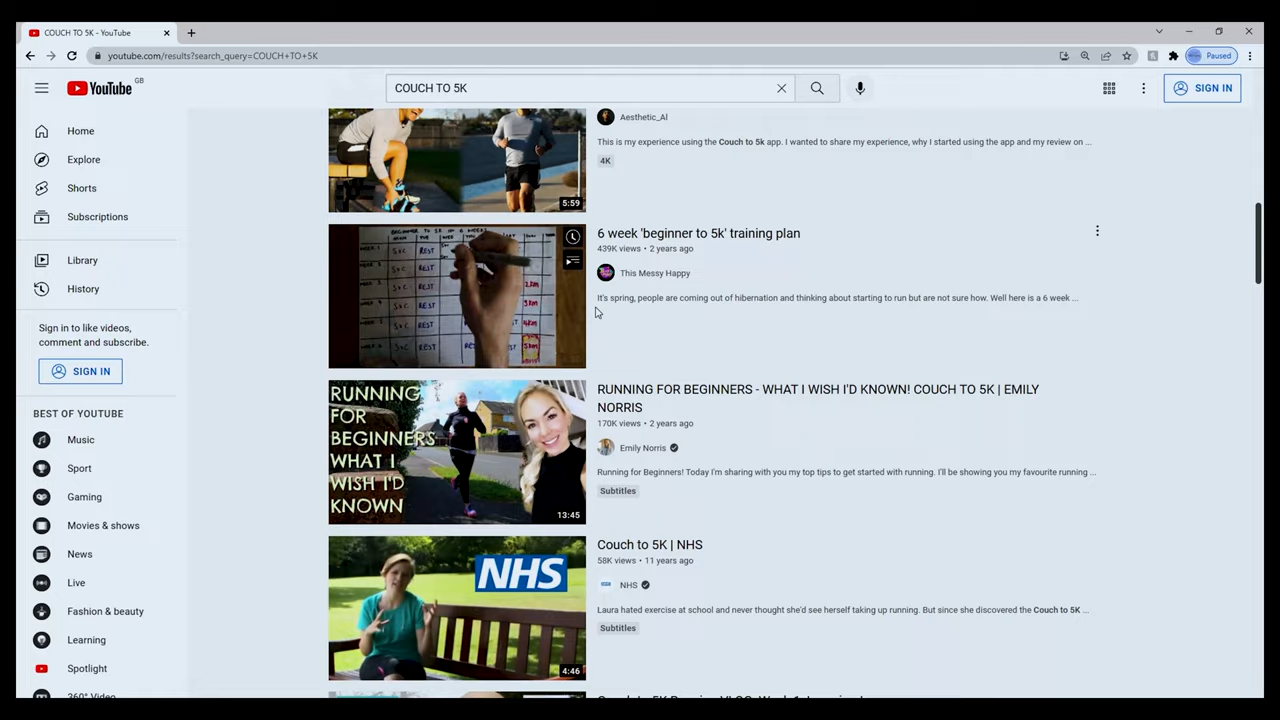 COUCH TO 5K - YouTube
youtube.com/results?search_query=COUCH+TO+5K
Paused
YouTube GB
COUCH TO 5K
SIGN IN
Home
Explore
Shorts
Subscriptions
Library
History
Sign in to like videos,
comment and subscribe.
SIGN IN
BEST OF YOUTUBE
Music
Sport
Gaming
Movies & shows
News
Live
Fashion & beauty
Learning
Spotlight
360° Video
5:59
Aesthetic_Al
This is my experience using the Couch to 5k app. I wanted to share my experience, why I started using the app and my review on ...
4K
6 week 'beginner to 5k' training plan
439K views • 2 years ago
This Messy Happy
It's spring, people are coming out of hibernation and thinking about starting to run but are not sure how. Well here is a 6 week ...
RUNNING
FOR
BEGINNERS
WHAT I
WISH I'D
KNOWN
13:45
RUNNING FOR BEGINNERS - WHAT I WISH I'D KNOWN! COUCH TO 5K | EMILY
NORRIS
170K views • 2 years ago
Emily Norris
Running for Beginners! Today I'm sharing with you my top tips to get started with running. I'll be showing you my favourite running ...
Subtitles
NHS
4:46
Couch to 5K | NHS
58K views • 11 years ago
NHS
Laura hated exercise at school and never thought she'd see herself taking up running. But since she discovered the Couch to 5K ...
Subtitles